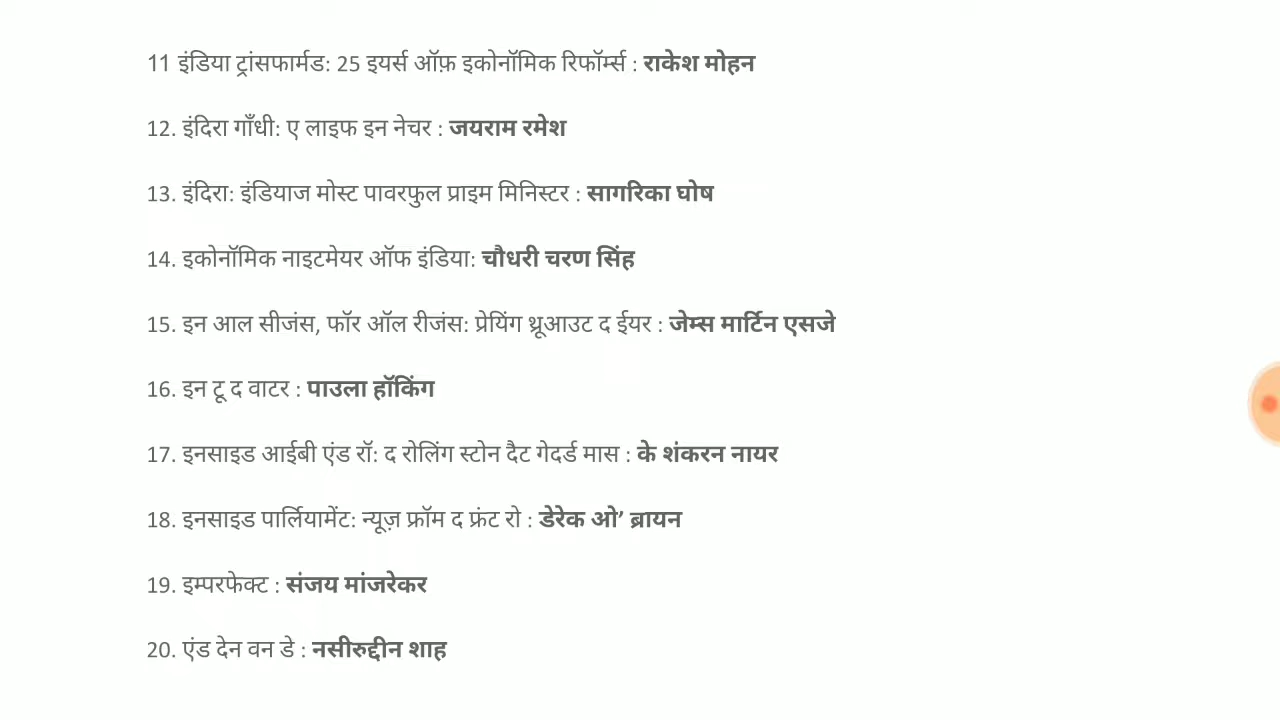 11 इंडिया ट्रांसफार्मड: 25 इयर्स ऑफ़ इकोनॉमिक रिफॉर्म्स : राकेश मोहन
12. इंदिरा गाँधी: ए लाइफ इन नेचर : जयराम रमेश
13. इंदिरा: इंडियाज मोस्ट पावरफुल प्राइम मिनिस्टर : सागरिका घोष
14. इकोनॉमिक नाइटमेयर ऑफ इंडिया: चौधरी चरण सिंह
15. इन आल सीजंस, फॉर ऑल रीजंस: प्रेयिंग थ्रूआउट द ईयर : जेम्स मार्टिन एसजे
16. इन टू द वाटर : पाउला हॉकिंग
17. इनसाइड आईबी एंड रॉ: द रोलिंग स्टोन दैट गेदर्ड मास : के शंकरन नायर
18. इनसाइड पार्लियामेंट: न्यूज़ फ्रॉम द फ्रंट रो : डेरेक ओ’ ब्रायन
19. इम्परफेक्ट : संजय मांजरेकर
20. एंड देन वन डे : नसीरुद्दीन शाह